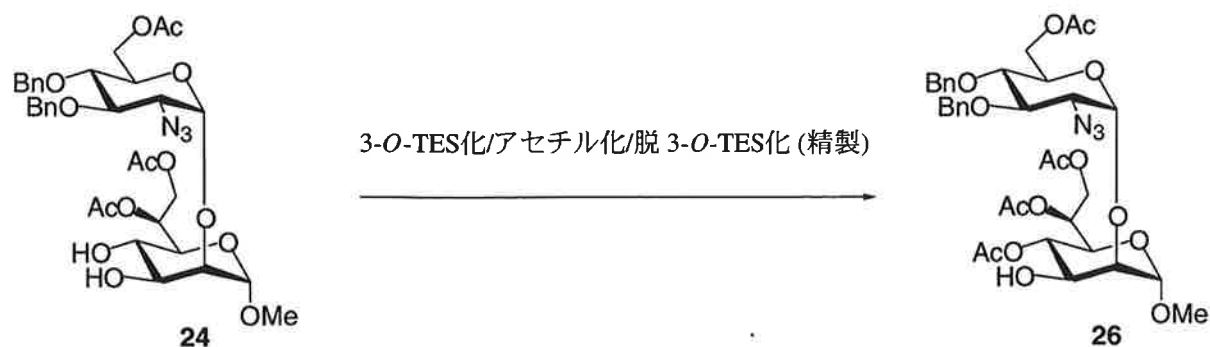 OAc
BnO
BnO
O
N3
AcO
AcO
O
HO
HO
O
OMe
24
3-O-TES化/アセチル化/脱 3-O-TES化 (精製)
OAc
BnO
BnO
O
N3
AcO
AcO
O
AcO
HO
O
OMe
26